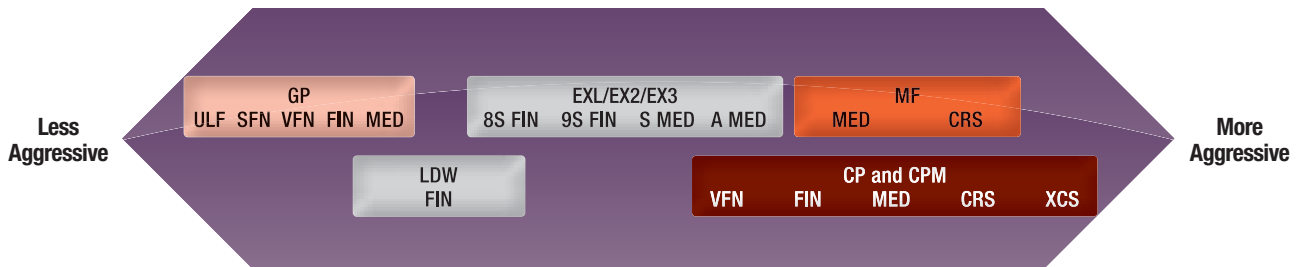 Less
Aggressive
GP
ULF SFN VFN FIN MED
EXL/EX2/EX3
8S FIN 9S FIN S MED A MED
MF
MED CRS
LDW
FIN
CP and CPM
VFN FIN MED CRS XCS
More
Aggressive